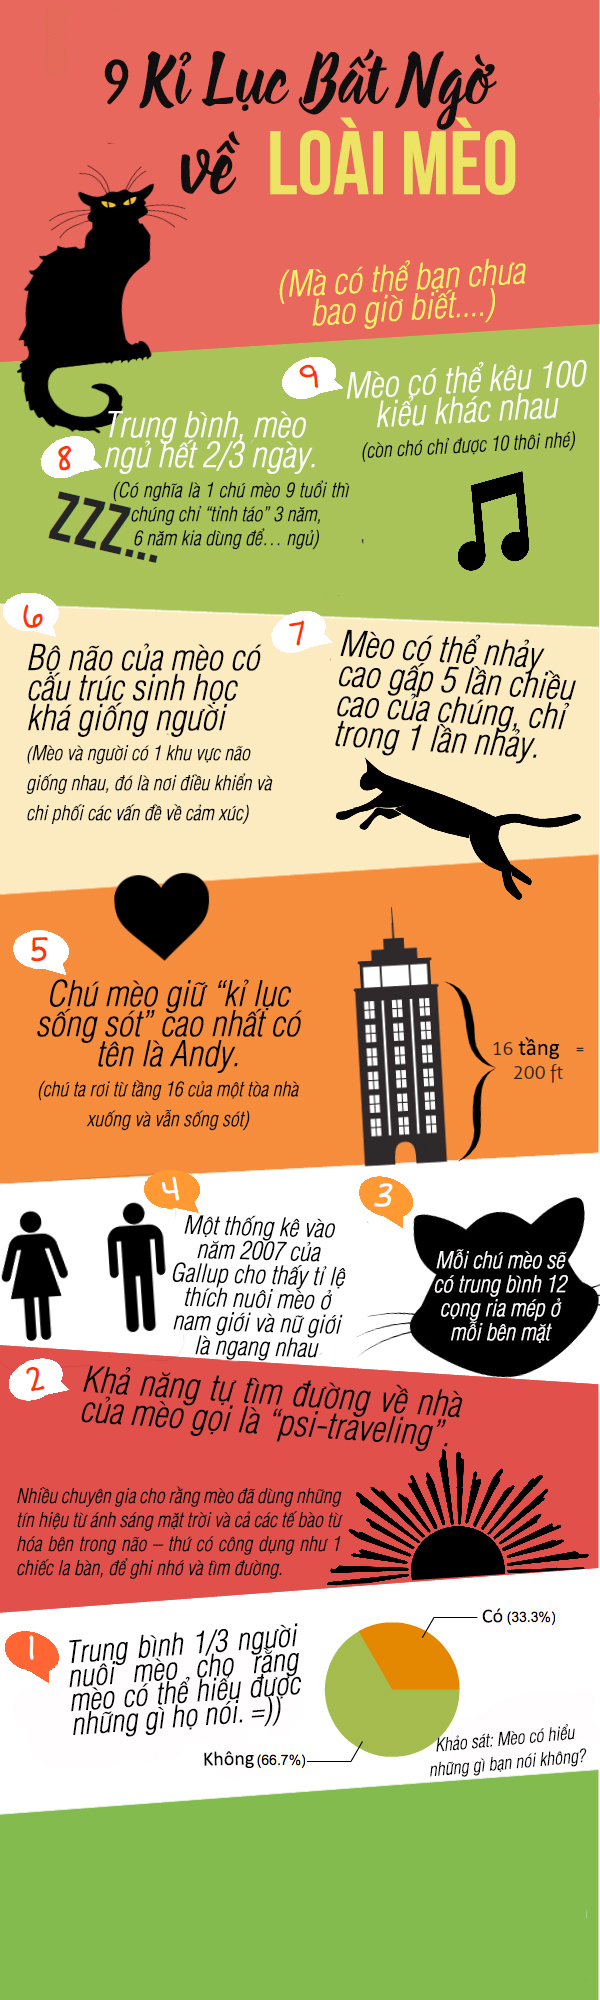 9 Kỉ Lục Bất Ngờ
về LOÀI MÈO
(Mà có thể bạn chưa
bao giờ biết....)
9
Mèo có thể kêu 100
kiểu khác nhau
(còn chó chỉ được 10 thôi nhé)
8
Trung bình, mèo
ngủ hết 2/3 ngày.
(Có nghĩa là 1 chú mèo 9 tuổi thì
chúng chỉ “tỉnh táo” 3 năm,
6 năm kia dùng để… ngủ)
ZZZ...
6
Bộ não của mèo có
cấu trúc sinh học
khá giống người
(Mèo và người có 1 khu vực não
giống nhau, đó là nơi điều khiển và
chi phối các vấn đề về cảm xúc)
7
Mèo có thể nhảy
cao gấp 5 lần chiều
cao của chúng, chỉ
trong 1 lần nhảy.
5
Chú mèo giữ “kỉ lục
sống sót” cao nhất có
tên là Andy.
(chú ta rơi từ tầng 16 của một tòa nhà
xuống và vẫn sống sót)
16 tầng =
200 ft
4
Một thống kê vào
năm 2007 của
Gallup cho thấy tỉ lệ
thích nuôi mèo ở
nam giới và nữ giới
là ngang nhau
3
Mỗi chú mèo sẽ
có trung bình 12
cọng ria mép ở
mỗi bên mặt
2
Khả năng tự tìm đường về nhà
của mèo gọi là “psi-traveling”.
Nhiều chuyên gia cho rằng mèo đã dùng những
tín hiệu từ ánh sáng mặt trời và cả các tế bào từ
hóa bên trong não – thứ có công dụng như 1
chiếc la bàn, để ghi nhớ và tìm đường.
1
Trung bình 1/3 người
nuôi mèo cho rằng
mèo có thể hiểu được
những gì họ nói. =))
Có (33.3%)
Không (66.7%)
Khảo sát: Mèo có hiểu
những gì bạn nói không?